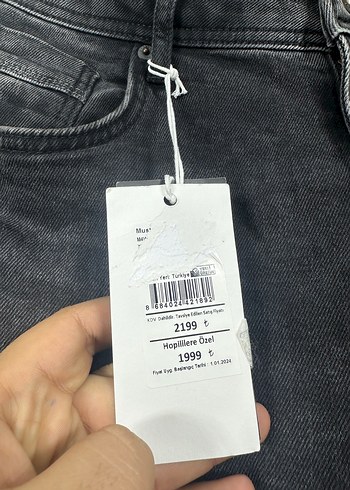 Mus
Yeri: Türkiye
8 684024 421892
KDV. Dahildir. Tavsiye Edilen Satış Fiyatı
2199 ₺
Hoplilere Özel
1999 ₺
Fiyat Uyg. Başlangıç Tarihi : 1.01.2024